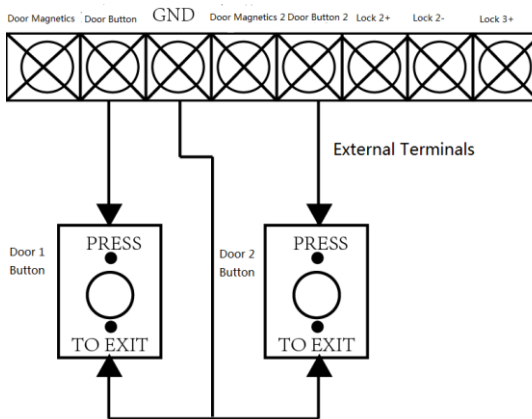 Door Magnetics Door Button GND Door Magnetics 2 Door Button 2 Lock 2+ Lock 2- Lock 3+
External Terminals
Door 1
Button
PRESS
TO EXIT
Door 2
Button
PRESS
TO EXIT